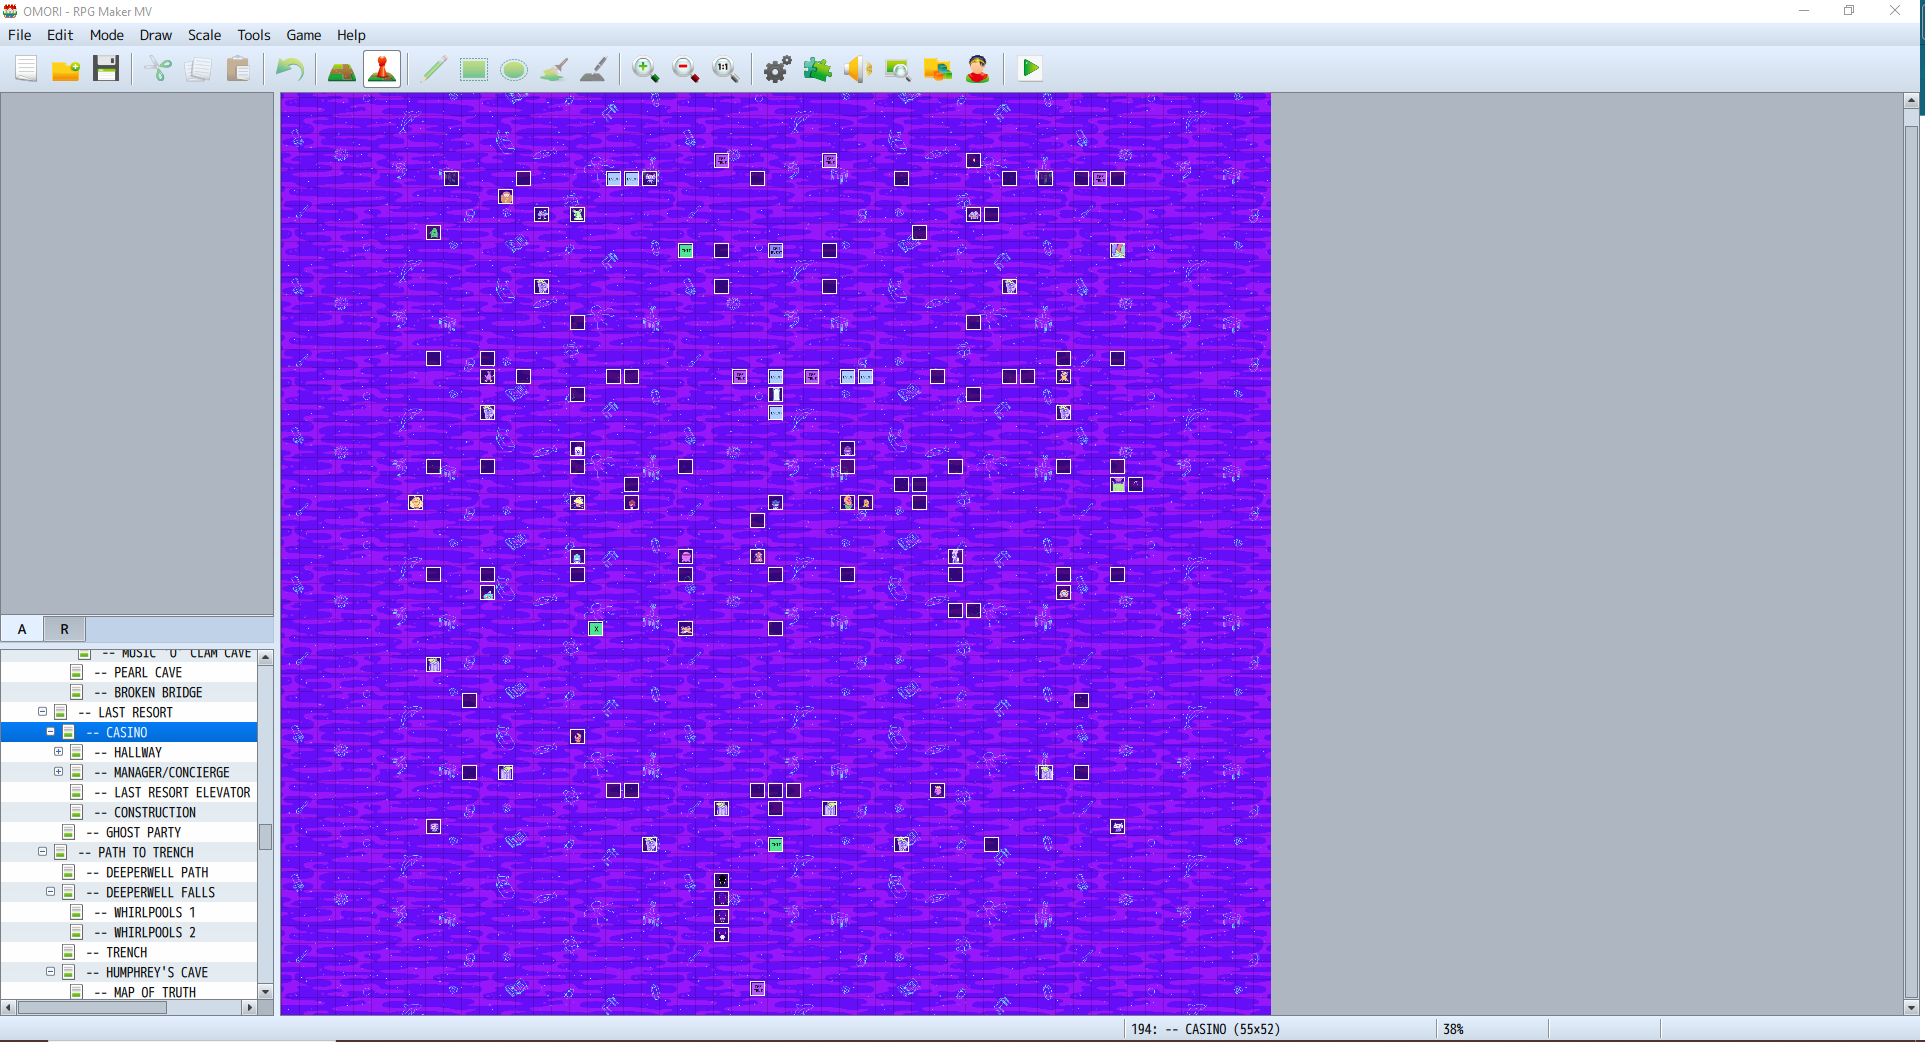 OMORI - RPG Maker MV
File Edit Mode Draw Scale Tools Game Help
1:1
A R
-- MUSIC 'O' CLAM CAVE
-- PEARL CAVE
-- BROKEN BRIDGE
-- LAST RESORT
-- CASINO
-- HALLWAY
-- MANAGER/CONCIERGE
-- LAST RESORT ELEVATOR
-- CONSTRUCTION
-- GHOST PARTY
-- PATH TO TRENCH
-- DEEPERWELL PATH
-- DEEPERWELL FALLS
-- WHIRLPOOLS 1
-- WHIRLPOOLS 2
-- TRENCH
-- HUMPHREY'S CAVE
-- MAP OF TRUTH
194: -- CASINO (55x52) 38%